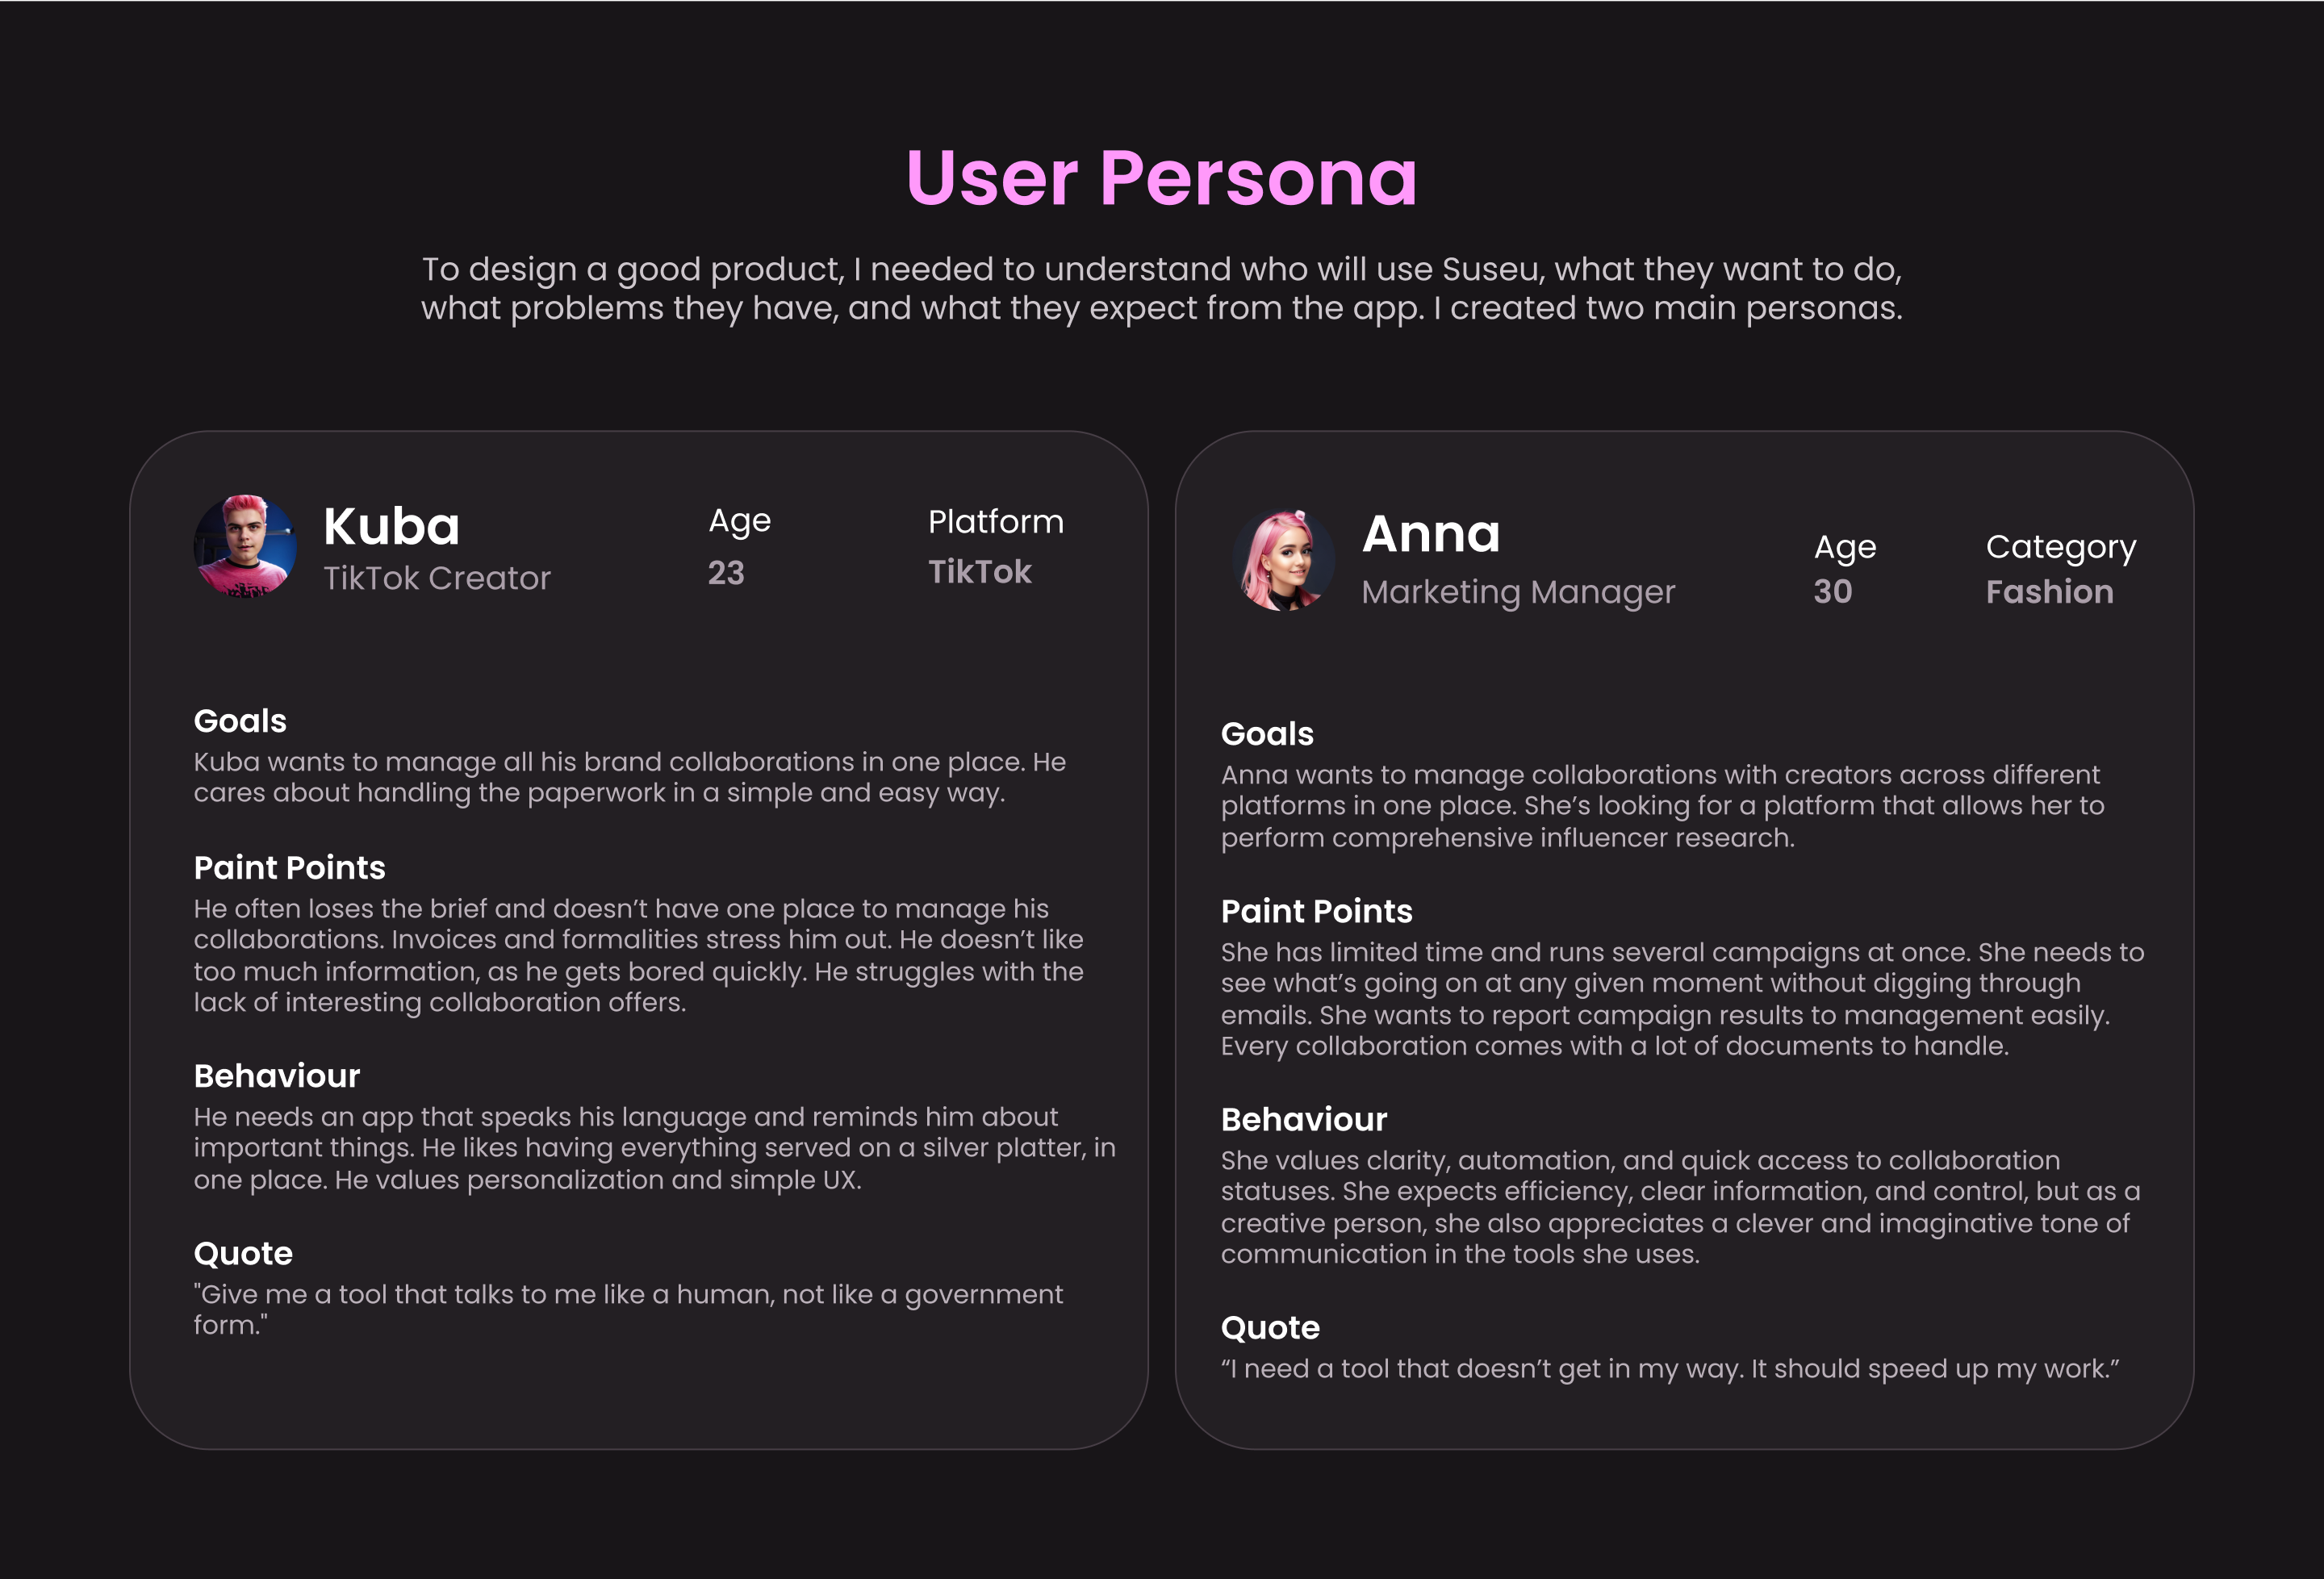 User Persona
To design a good product, I needed to understand who will use Suseu, what they want to do,
what problems they have, and what they expect from the app. I created two main personas.
Kuba
TikTok Creator
Age
23
Platform
TikTok
Goals
Kuba wants to manage all his brand collaborations in one place. He
cares about handling the paperwork in a simple and easy way.
Paint Points
He often loses the brief and doesn’t have one place to manage his
collaborations. Invoices and formalities stress him out. He doesn’t like
too much information, as he gets bored quickly. He struggles with the
lack of interesting collaboration offers.
Behaviour
He needs an app that speaks his language and reminds him about
important things. He likes having everything served on a silver platter, in
one place. He values personalization and simple UX.
Quote
"Give me a tool that talks to me like a human, not like a government
form."
Anna
Marketing Manager
Age
30
Category
Fashion
Goals
Anna wants to manage collaborations with creators across different
platforms in one place. She’s looking for a platform that allows her to
perform comprehensive influencer research.
Paint Points
She has limited time and runs several campaigns at once. She needs to
see what’s going on at any given moment without digging through
emails. She wants to report campaign results to management easily.
Every collaboration comes with a lot of documents to handle.
Behaviour
She values clarity, automation, and quick access to collaboration
statuses. She expects efficiency, clear information, and control, but as a
creative person, she also appreciates a clever and imaginative tone of
communication in the tools she uses.
Quote
“I need a tool that doesn’t get in my way. It should speed up my work.”